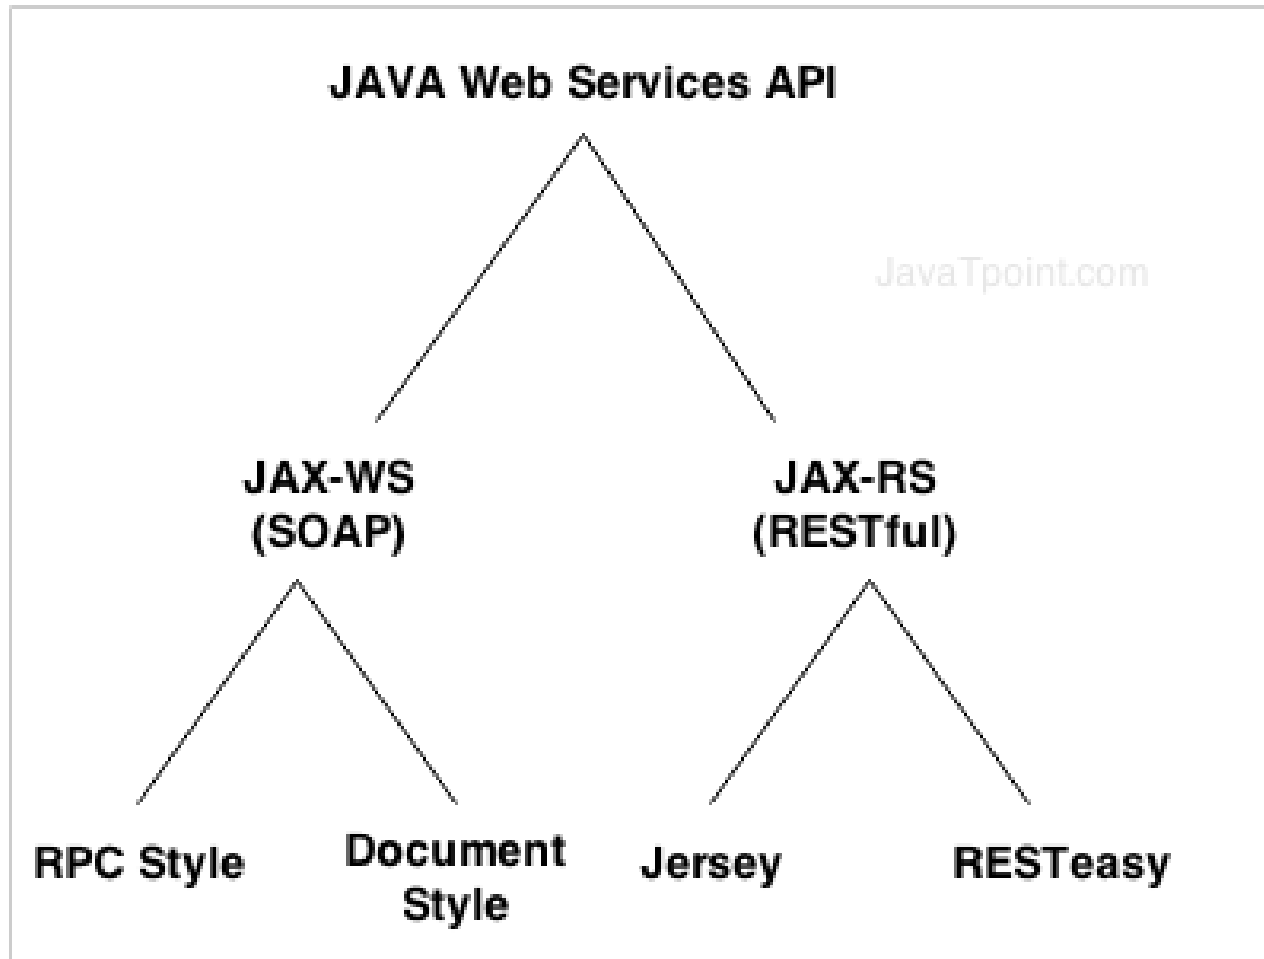 JAVA Web Services API
JavaTpoint.com
JAX-WS
(SOAP)
JAX-RS
(RESTful)
RPC Style
Document
Style
Jersey
RESTeasy